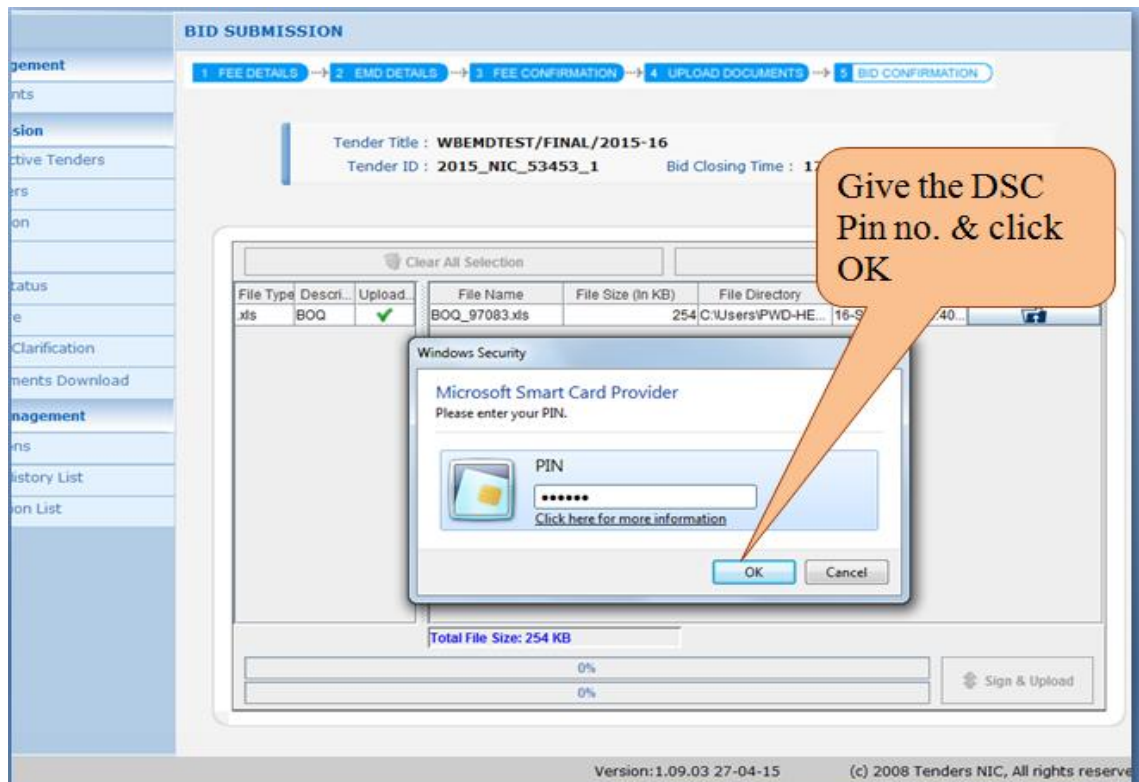 BID SUBMISSION
1 FEE DETAILS 2 EMD DETAILS 3 FEE CONFIRMATION 4 UPLOAD DOCUMENTS 5 BID CONFIRMATION
gement
nts
sion
ctive Tenders
ers
on
tatus
e
Clarification
ments Download
nagement
ons
istory List
ion List
Tender Title : WBEMDTEST/FINAL/2015-16
Tender ID : 2015_NIC_53453_1 Bid Closing Time : 17
Give the DSC
Pin no. & click
OK
Clear All Selection
File Type Descri... Upload... File Name File Size (In KB) File Directory
.xls BOQ BOQ_97083.xls 254 C:\Users\PWD-HE... 16-S 40...
Windows Security
Microsoft Smart Card Provider
Please enter your PIN.
PIN
••••••
Click here for more information
OK Cancel
Total File Size: 254 KB
0%
0%
Sign & Upload
Version:1.09.03 27-04-15 (c) 2008 Tenders NIC, All rights reserve